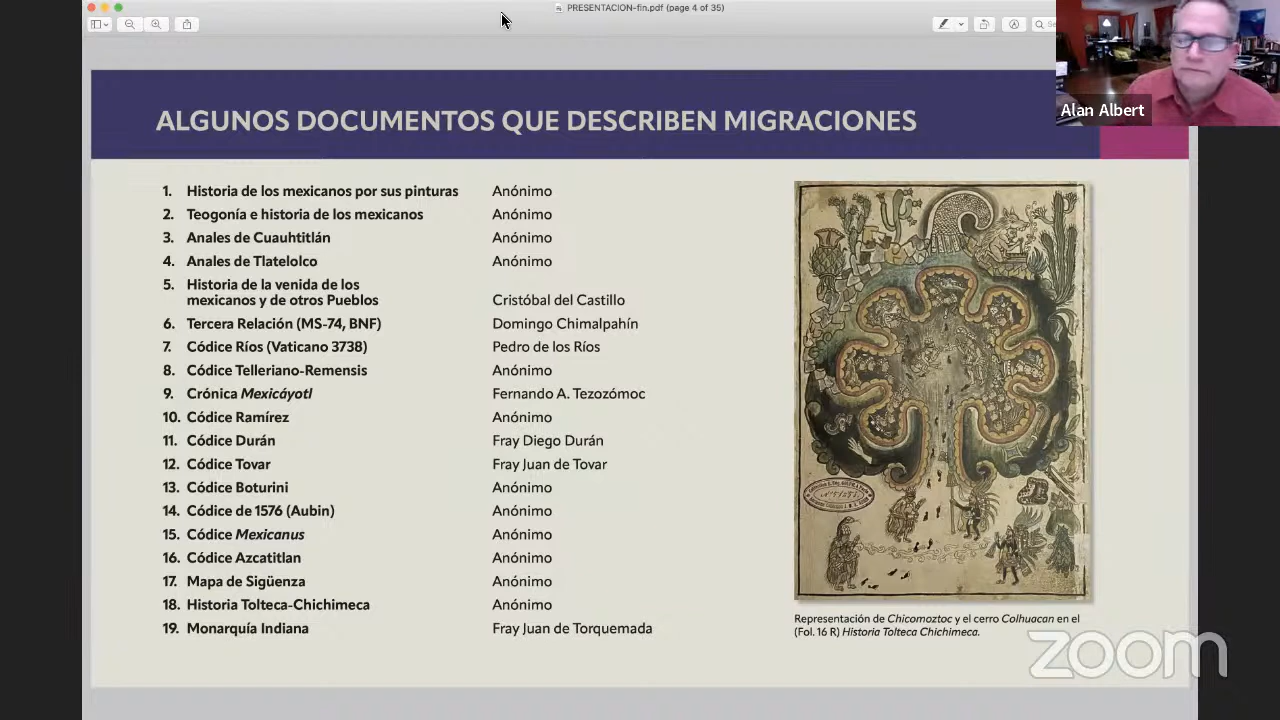 PRESENTACION-fin.pdf (page 4 of 35)
Alan Albert
ALGUNOS DOCUMENTOS QUE DESCRIBEN MIGRACIONES
1. Historia de los mexicanos por sus pinturas Anónimo
2. Teogonía e historia de los mexicanos Anónimo
3. Anales de Cuauhtitlán Anónimo
4. Anales de Tlatelolco Anónimo
5. Historia de la venida de los
mexicanos y de otros Pueblos Cristóbal del Castillo
6. Tercera Relación (MS-74, BNF) Domingo Chimalpahín
7. Códice Ríos (Vaticano 3738) Pedro de los Ríos
8. Códice Telleriano-Remensis Anónimo
9. Crónica Mexicáyotl Fernando A. Tezozómoc
10. Códice Ramírez Anónimo
11. Códice Durán Fray Diego Durán
12. Códice Tovar Fray Juan de Tovar
13. Códice Boturini Anónimo
14. Códice de 1576 (Aubin) Anónimo
15. Códice Mexicanus Anónimo
16. Códice Azcatitlan Anónimo
17. Mapa de Sigüenza Anónimo
18. Historia Tolteca-Chichimeca Anónimo
19. Monarquía Indiana Fray Juan de Torquemada
Representación de Chicomoztoc y el cerro Colhuacan en el
(Fol. 16 R) Historia Tolteca Chichimeca.
zoom